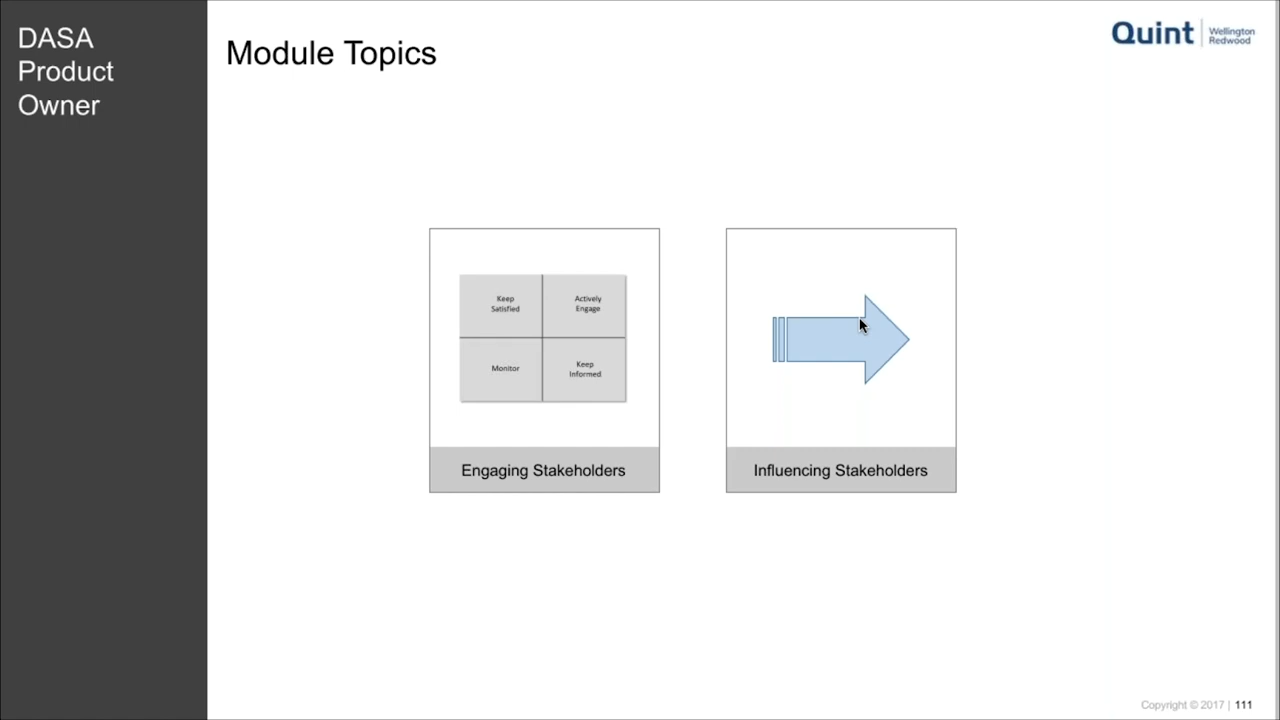 DASA
Product
Owner
Module Topics
Quint
Wellington
Redwood
Keep
Satisfied
Actively
Engage
Monitor
Keep
Informed
Engaging Stakeholders
Influencing Stakeholders
Copyright © 2017 | 111